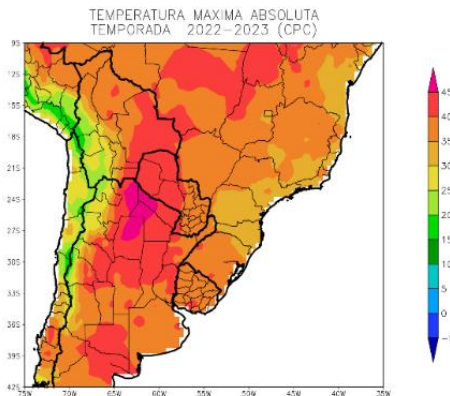 TEMPERATURA MAXIMA ABSOLUTA
TEMPORADA 2022-2023 (CPC)
9S
12S
15S
18S
21S
24S
27S
30S
33S
36S
39S
42S
75W
70W
65W
60W
55W
50W
45W
40W
35W
45
40
35
30
25
20
15
10
5
0
-5